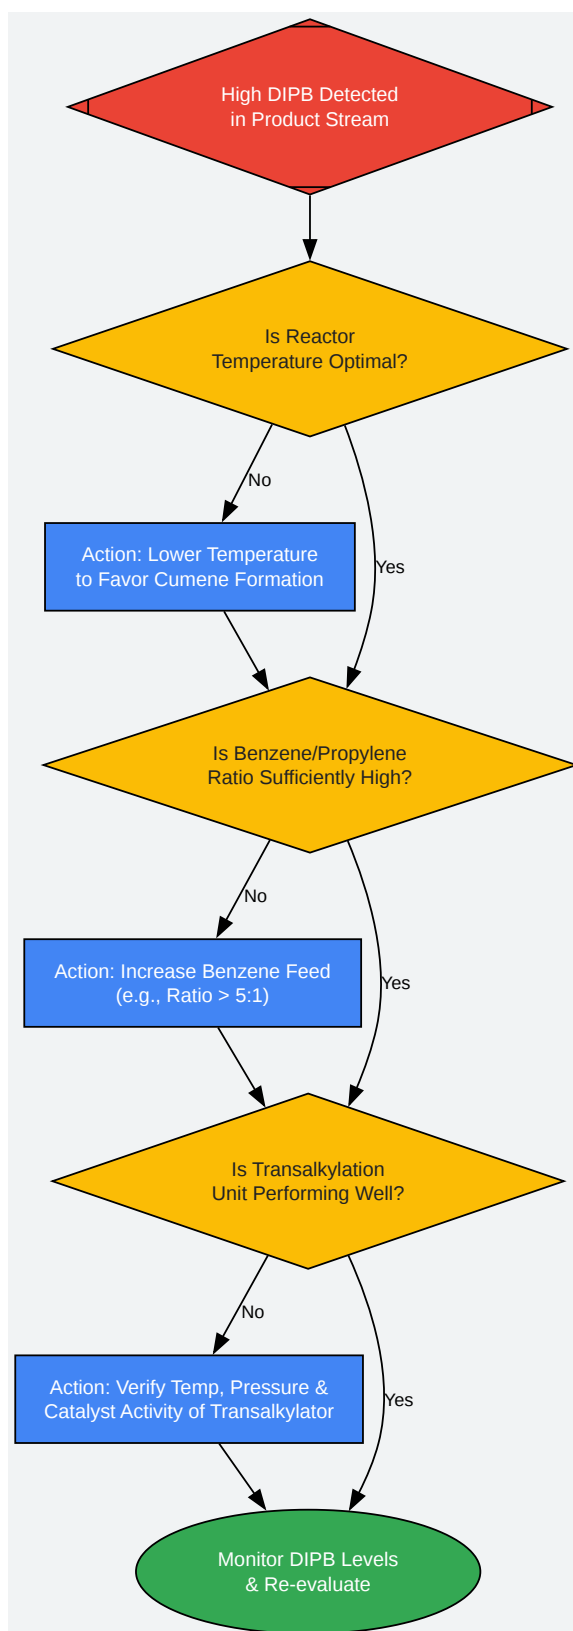 High DIPB Detected
in Product Stream
Is Reactor
Temperature Optimal?
No
Action: Lower Temperature
to Favor Cumene Formation
Yes
Is Benzene/Propylene
Ratio Sufficiently High?
No
Action: Increase Benzene Feed
(e.g., Ratio > 5:1)
Yes
Is Transalkylation
Unit Performing Well?
No
Action: Verify Temp, Pressure &
Catalyst Activity of Transalkylator
Yes
Monitor DIPB Levels
& Re-evaluate